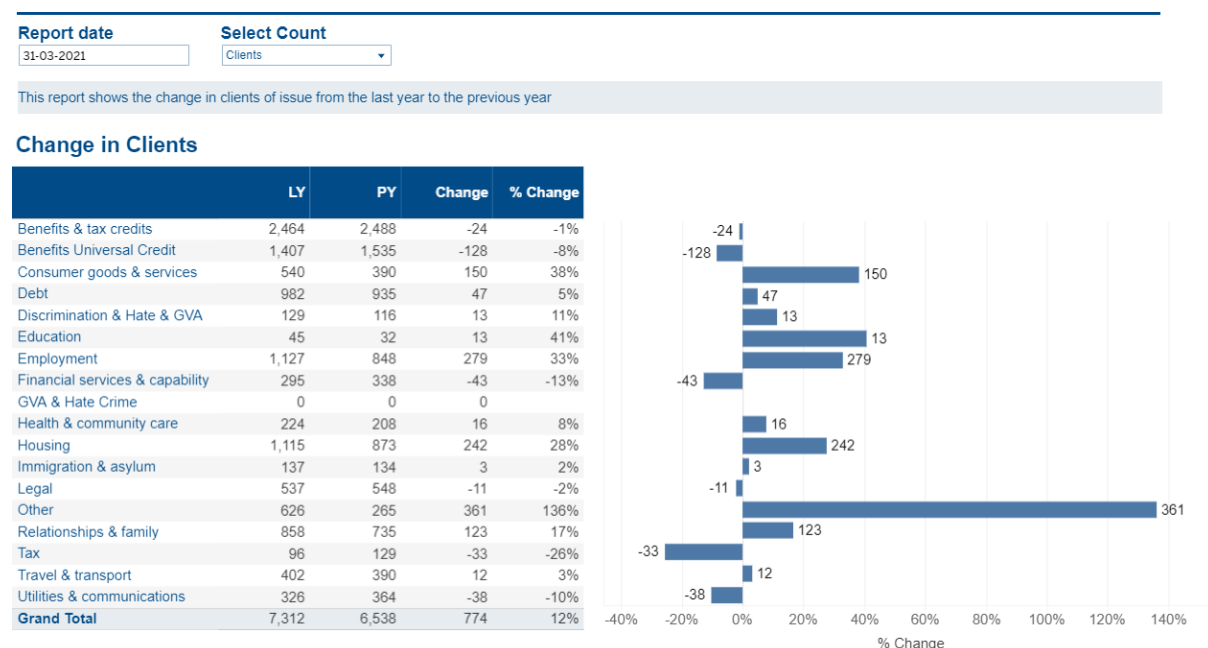 Report date Select Count
31-03-2021 Clients
This report shows the change in clients of issue from the last year to the previous year
Change in Clients
LY PY Change % Change
Benefits & tax credits 2,464 2,488 -24 -1% -24
Benefits Universal Credit 1,407 1,535 -128 -8% -128
Consumer goods & services 540 390 150 38% 150
Debt 982 935 47 5% 47
Discrimination & Hate & GVA 129 116 13 11% 13
Education 45 32 13 41% 13
Employment 1,127 848 279 33% 279
Financial services & capability 295 338 -43 -13% -43
GVA & Hate Crime 0 0 0
Health & community care 224 208 16 8% 16
Housing 1,115 873 242 28% 242
Immigration & asylum 137 134 3 2% 3
Legal 537 548 -11 -2% -11
Other 626 265 361 136% 361
Relationships & family 858 735 123 17% 123
Tax 96 129 -33 -26% -33
Travel & transport 402 390 12 3% 12
Utilities & communications 326 364 -38 -10% -38
Grand Total 7,312 6,538 774 12%
-40% -20% 0% 20% 40% 60% 80% 100% 120% 140%
% Change